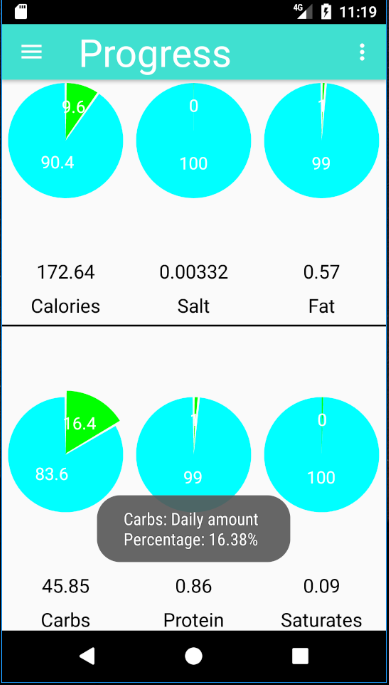 4G 11:19
Progress
9.6 0 1
90.4 100 99
172.64 0.00332 0.57
Calories Salt Fat
16.4 0
83.6 99 100
Carbs: Daily amount
Percentage: 16.38%
45.85 0.86 0.09
Carbs Protein Saturates